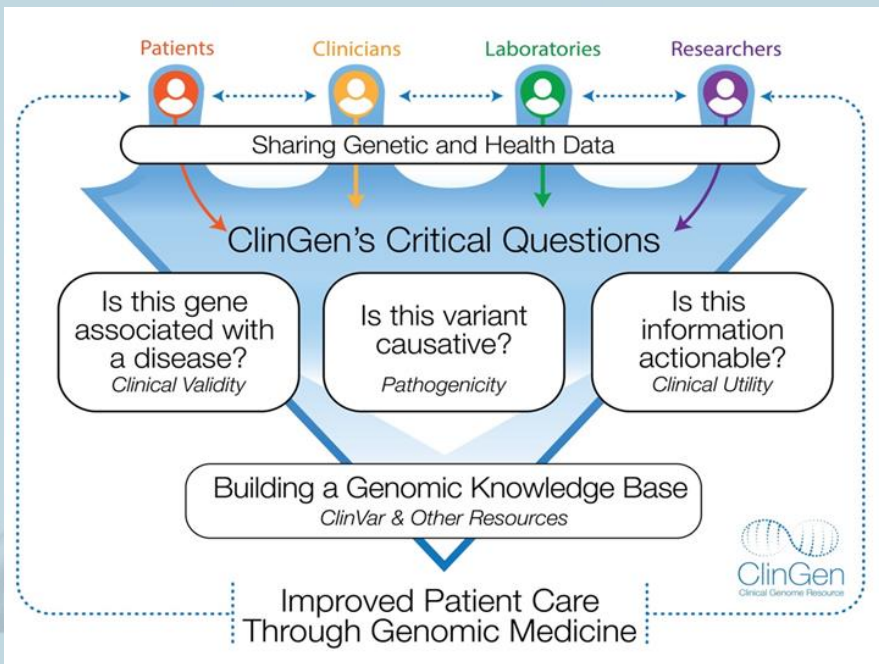 Patients
Clinicians
Laboratories
Researchers
Sharing Genetic and Health Data
ClinGen's Critical Questions
Is this gene
associated with
a disease?
Clinical Validity
Is this variant
causative?
Pathogenicity
Is this
information
actionable?
Clinical Utility
Building a Genomic Knowledge Base
ClinVar & Other Resources
ClinGen
Clinical Genome Resource
Improved Patient Care
Through Genomic Medicine